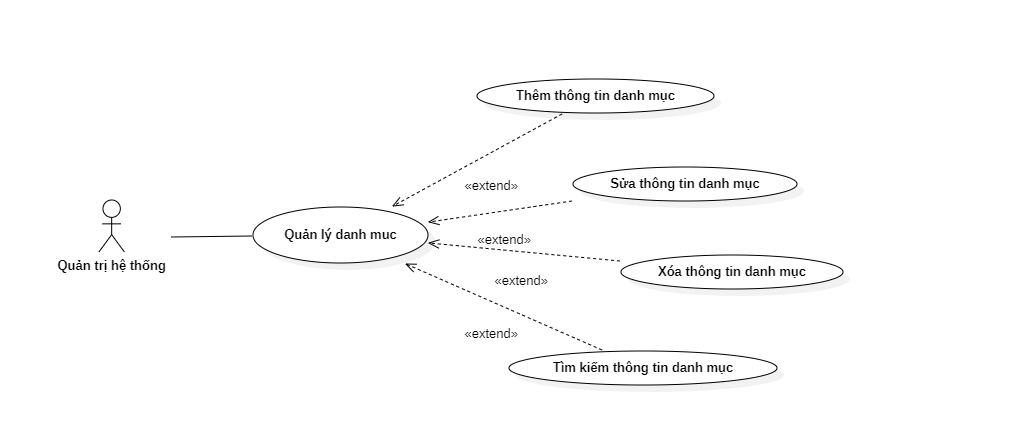 Thêm thông tin danh mục
«extend»
Sửa thông tin danh mục
Quản lý danh muc
«extend»
Quản trị hệ thống
Xóa thông tin danh mục
«extend»
«extend»
Tìm kiếm thông tin danh mục